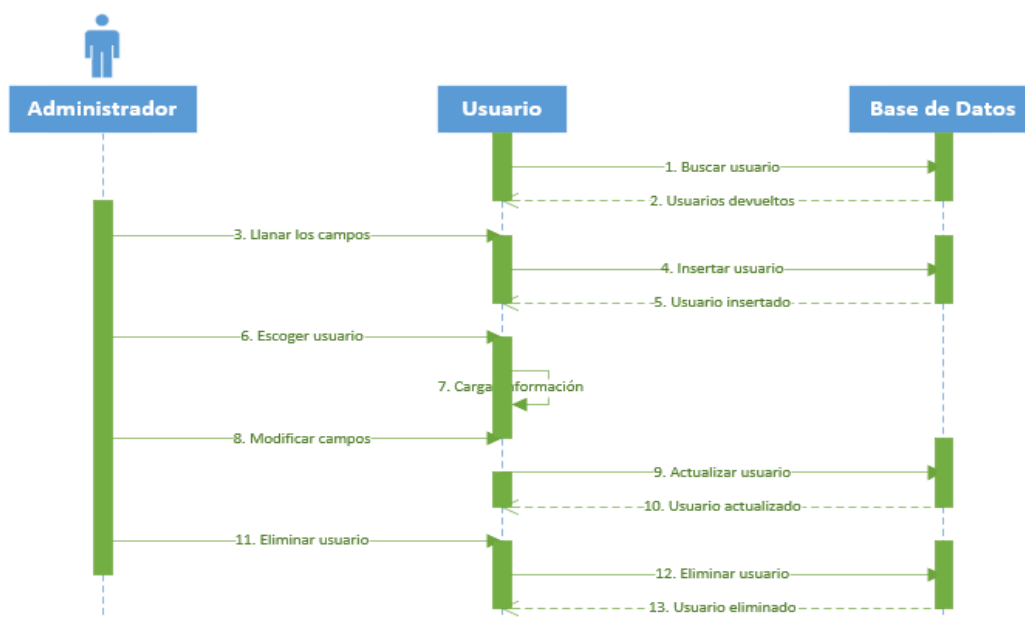 Administrador
Usuario
Base de Datos
1. Buscar usuario
2. Usuarios devueltos
3. Llanar los campos
4. Insertar usuario
5. Usuario insertado
6. Escoger usuario
7. Cargar información
8. Modificar campos
9. Actualizar usuario
10. Usuario actualizado
11. Eliminar usuario
12. Eliminar usuario
13. Usuario eliminado